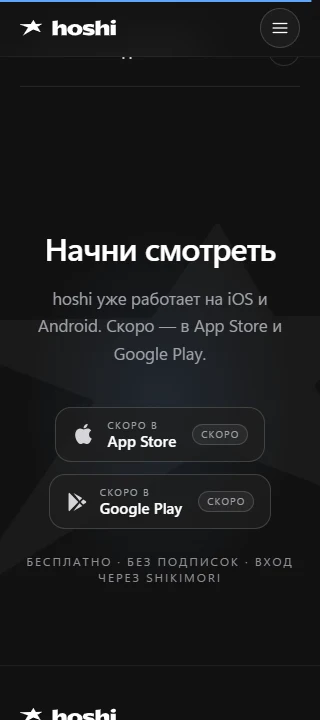 hoshi
Начни смотреть
hoshi уже работает на iOS и
Android. Скоро — в App Store и
Google Play.
СКОРО В
App Store
СКОРО
СКОРО В
Google Play
СКОРО
БЕСПЛАТНО · БЕЗ ПОДПИСОК · ВХОД
ЧЕРЕЗ SHIKIMORI
hoshi